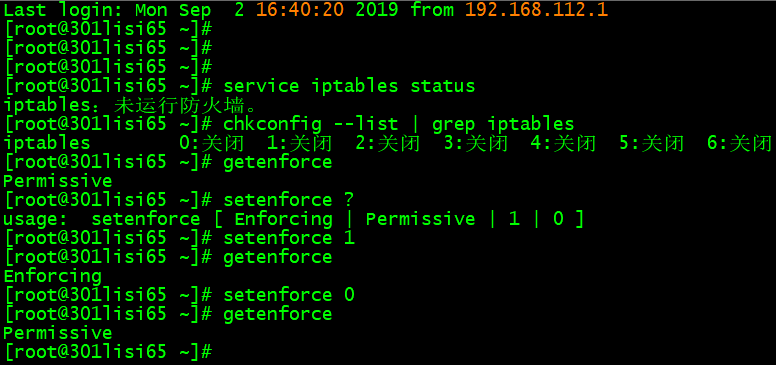 Last login: Mon Sep  2 16:40:20 2019 from 192.168.112.1
[root@301lisi65 ~]#
[root@301lisi65 ~]#
[root@301lisi65 ~]#
[root@301lisi65 ~]# service iptables status
iptables：未运行防火墙。
[root@301lisi65 ~]# chkconfig --list | grep iptables
iptables        0:关闭  1:关闭  2:关闭  3:关闭  4:关闭  5:关闭  6:关闭
[root@301lisi65 ~]# getenforce
Permissive
[root@301lisi65 ~]# setenforce ?
usage:  setenforce [ Enforcing | Permissive | 1 | 0 ]
[root@301lisi65 ~]# setenforce 1
[root@301lisi65 ~]# getenforce
Enforcing
[root@301lisi65 ~]# setenforce 0
[root@301lisi65 ~]# getenforce
Permissive
[root@301lisi65 ~]#